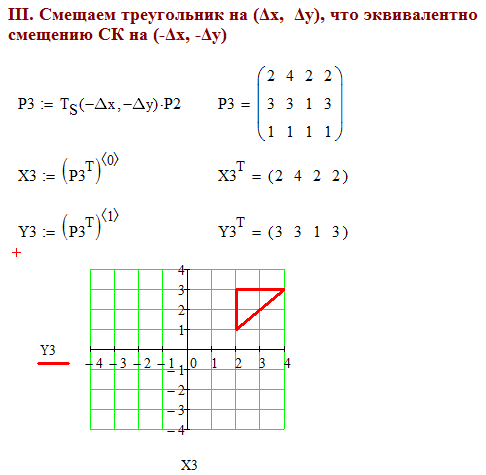 III. Смещаем треугольник на (Δx, Δy), что эквивалентно
смещению СК на (-Δx, -Δy)
P3 := T_S(−Δx,−Δy)·P2 P3 = (2 4 2 2
3 3 1 3
1 1 1 1)
X3 := (P3^T)^⟨0⟩ X3^T = (2 4 2 2)
Y3 := (P3^T)^⟨1⟩ Y3^T = (3 3 1 3)
4
3
2
1
Y3
−4 −3 −2 −1 0 1 2 3 4
−1
−2
−3
−4
X3